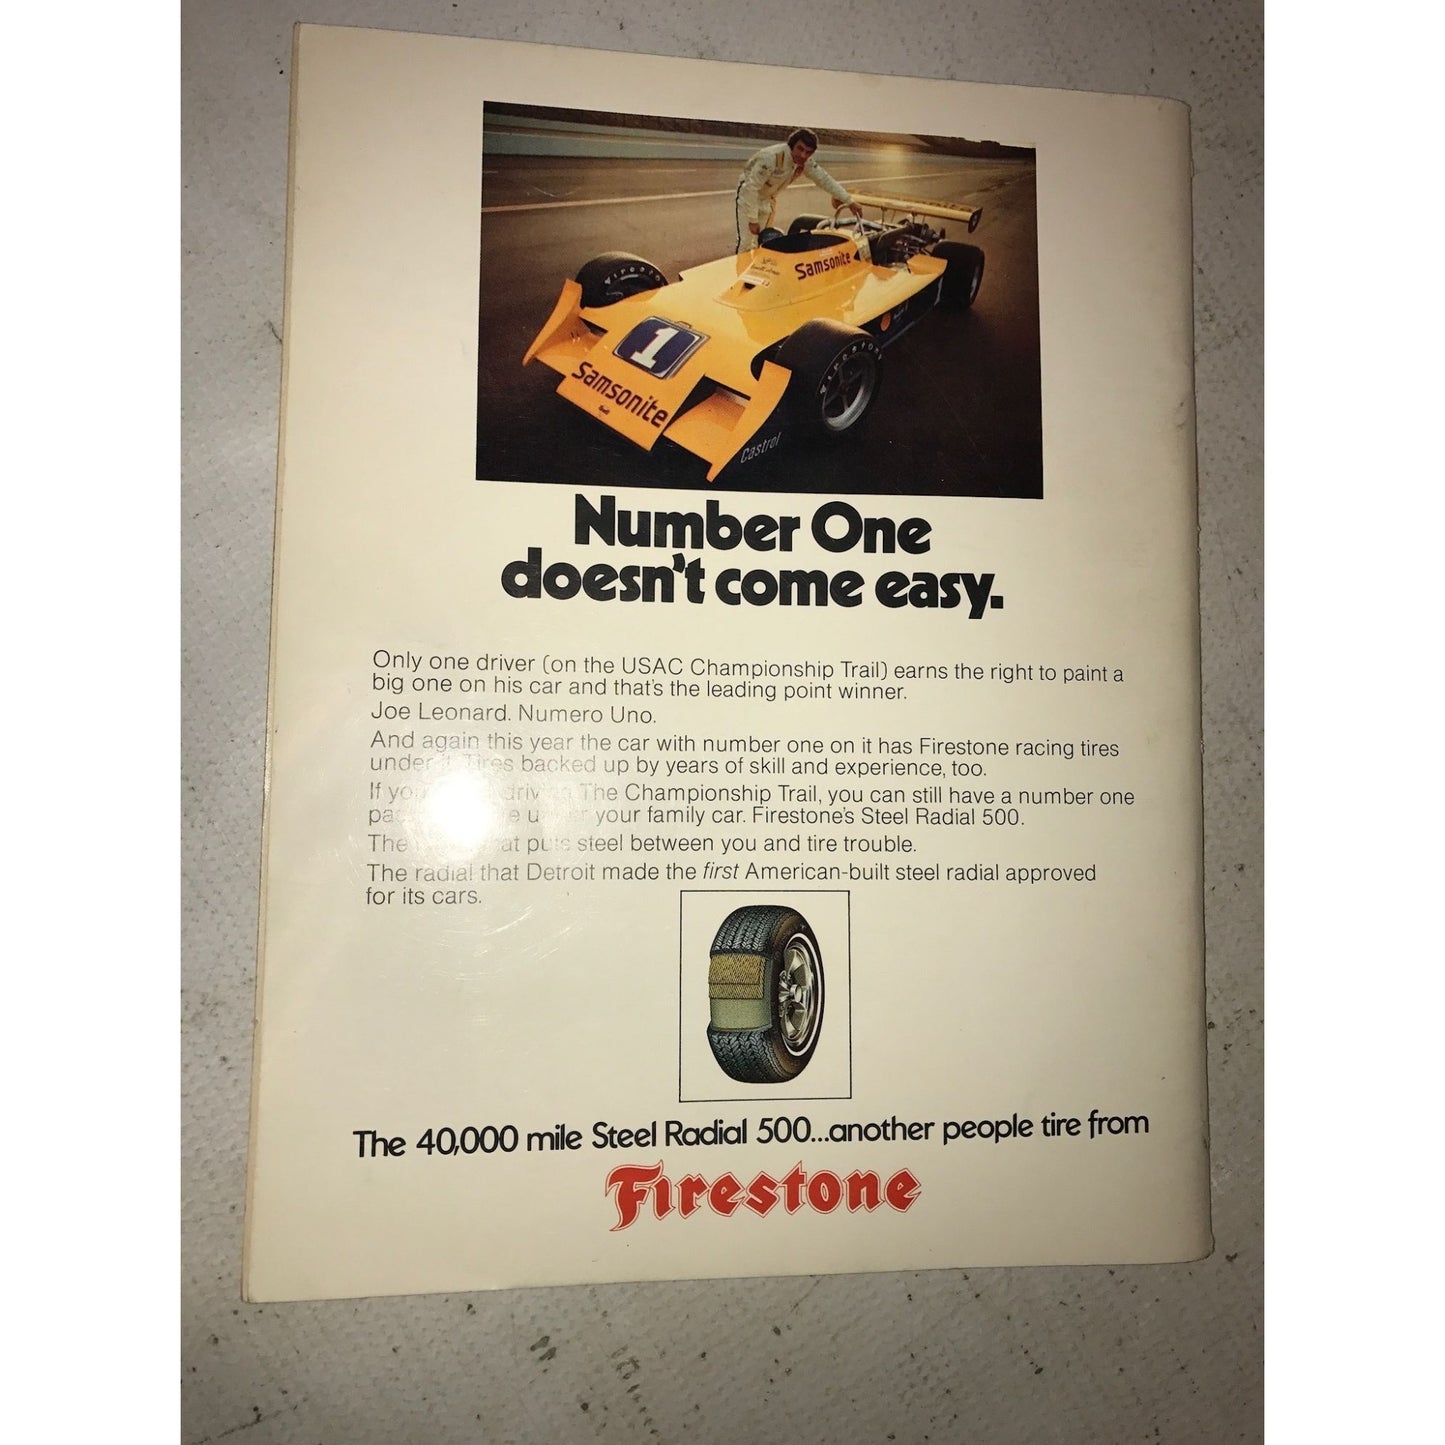 FIRESTONE
Samsonite
1
1
FIRESTONE
Samsonite
Castrol
Number One
doesn't come easy.
Only one driver (on the USAC Championship Trail) earns the right to paint a
big one on his car and that's the leading point winner.
Joe Leonard. Numero Uno.
And again this year the car with number one on it has Firestone racing tires
under Tires backed up by years of skill and experience, too.
If The Championship Trail, you can still have a number one
your family car. Firestone's Steel Radial 500.
The puts steel between you and tire trouble.
The radial that Detroit made the first American-built steel radial approved
for its cars.
The 40,000 mile Steel Radial 500...another people tire from
Firestone